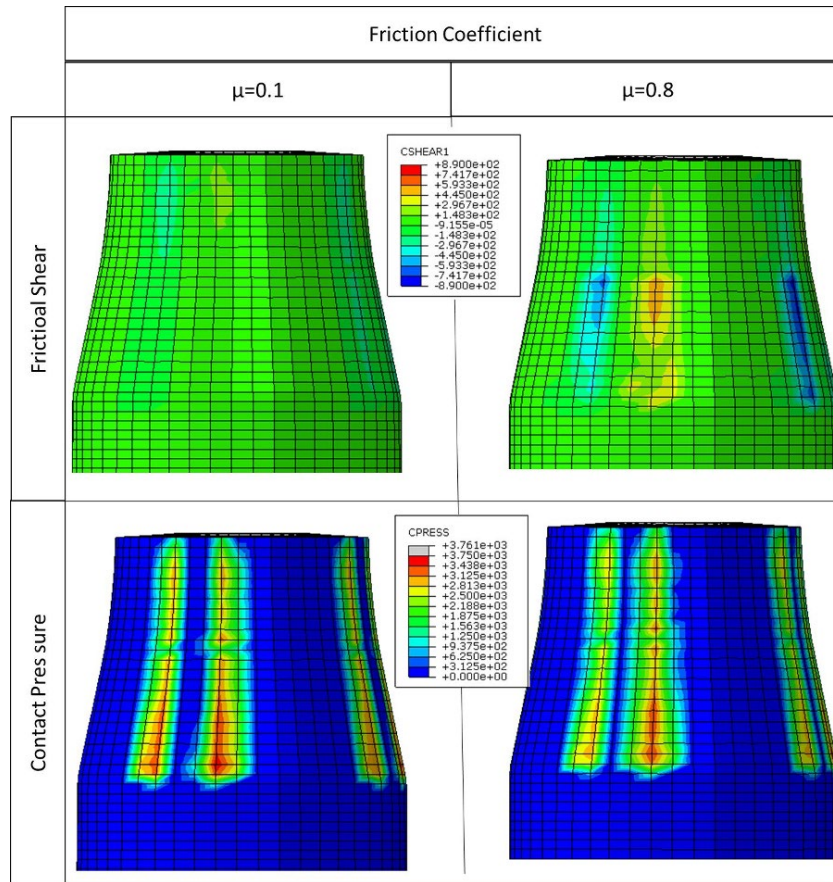 Friction Coefficient
μ=0.1
μ=0.8
Frictioal Shear
CSHEAR1
+8.900e+02
+7.417e+02
+5.933e+02
+4.450e+02
+2.967e+02
+1.483e+02
-9.155e-05
-1.483e+02
-2.967e+02
-4.450e+02
-5.933e+02
-7.417e+02
-8.900e+02
Contact Pres sure
CPRESS
+3.761e+03
+3.750e+03
+3.438e+03
+3.125e+03
+2.813e+03
+2.500e+03
+2.188e+03
+1.875e+03
+1.563e+03
+1.250e+03
+9.375e+02
+6.250e+02
+3.125e+02
+0.000e+00